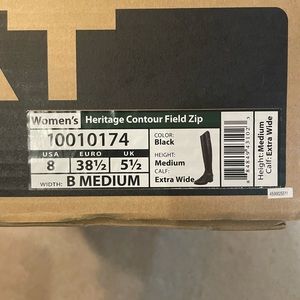 AT
Women's Heritage Contour Field Zip
10010174
USA EURO UK
8 38½ 5½
WIDTH: B MEDIUM
COLOR:
Black
HEIGHT:
Medium
CALF:
Extra Wide
Height: Medium
Calf: Extra Wide